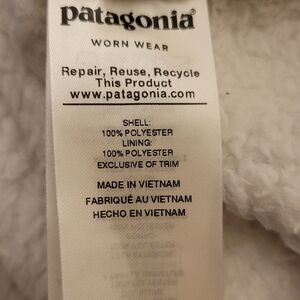 patagonia®
WORN WEAR
Repair, Reuse, Recycle
This Product
www.patagonia.com
SHELL:
100% POLYESTER
LINING:
100% POLYESTER
EXCLUSIVE OF TRIM
MADE IN VIETNAM
FABRIQUÉ AU VIETNAM
HECHO EN VIETNAM